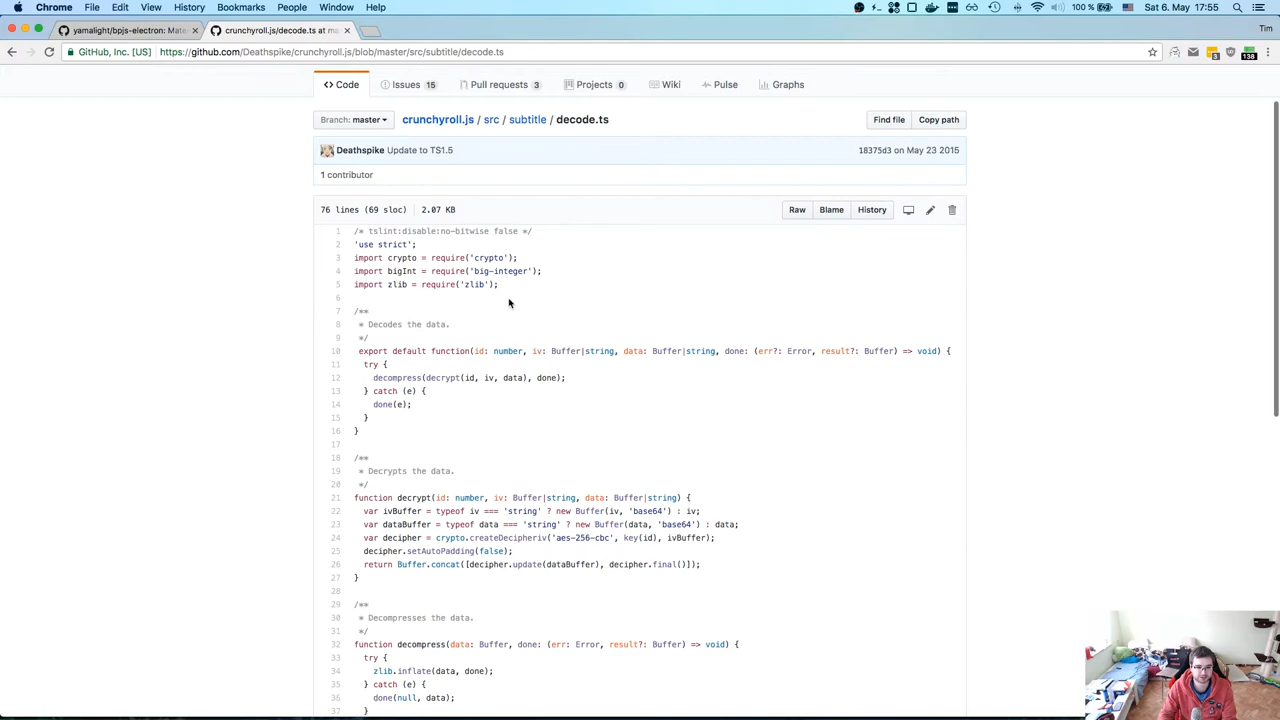 Chrome File Edit View History Bookmarks People Window Help 100 % Sat 6. May 17:55
yamalight/bpjs-electron: Mate × crunchyroll.js/decode.ts at ma × Tim
GitHub, Inc. [US] https://github.com/Deathspike/crunchyroll.js/blob/master/src/subtitle/decode.ts 3 138
<> Code Issues 15 Pull requests 3 Projects 0 Wiki Pulse Graphs
Branch: master crunchyroll.js / src / subtitle / decode.ts Find file Copy path
Deathspike Update to TS1.5 18375d3 on May 23 2015
1 contributor
76 lines (69 sloc) 2.07 KB Raw Blame History
1 /* tslint:disable:no-bitwise false */
2 'use strict';
3 import crypto = require('crypto');
4 import bigInt = require('big-integer');
5 import zlib = require('zlib');
6
7 /**
8 * Decodes the data.
9 */
10 export default function(id: number, iv: Buffer|string, data: Buffer|string, done: (err?: Error, result?: Buffer) => void) {
11 try {
12 decompress(decrypt(id, iv, data), done);
13 } catch (e) {
14 done(e);
15 }
16 }
17
18 /**
19 * Decrypts the data.
20 */
21 function decrypt(id: number, iv: Buffer|string, data: Buffer|string) {
22 var ivBuffer = typeof iv === 'string' ? new Buffer(iv, 'base64') : iv;
23 var dataBuffer = typeof data === 'string' ? new Buffer(data, 'base64') : data;
24 var decipher = crypto.createDecipheriv('aes-256-cbc', key(id), ivBuffer);
25 decipher.setAutoPadding(false);
26 return Buffer.concat([decipher.update(dataBuffer), decipher.final()]);
27 }
28
29 /**
30 * Decompresses the data.
31 */
32 function decompress(data: Buffer, done: (err: Error, result?: Buffer) => void) {
33 try {
34 zlib.inflate(data, done);
35 } catch (e) {
36 done(null, data);
37 }